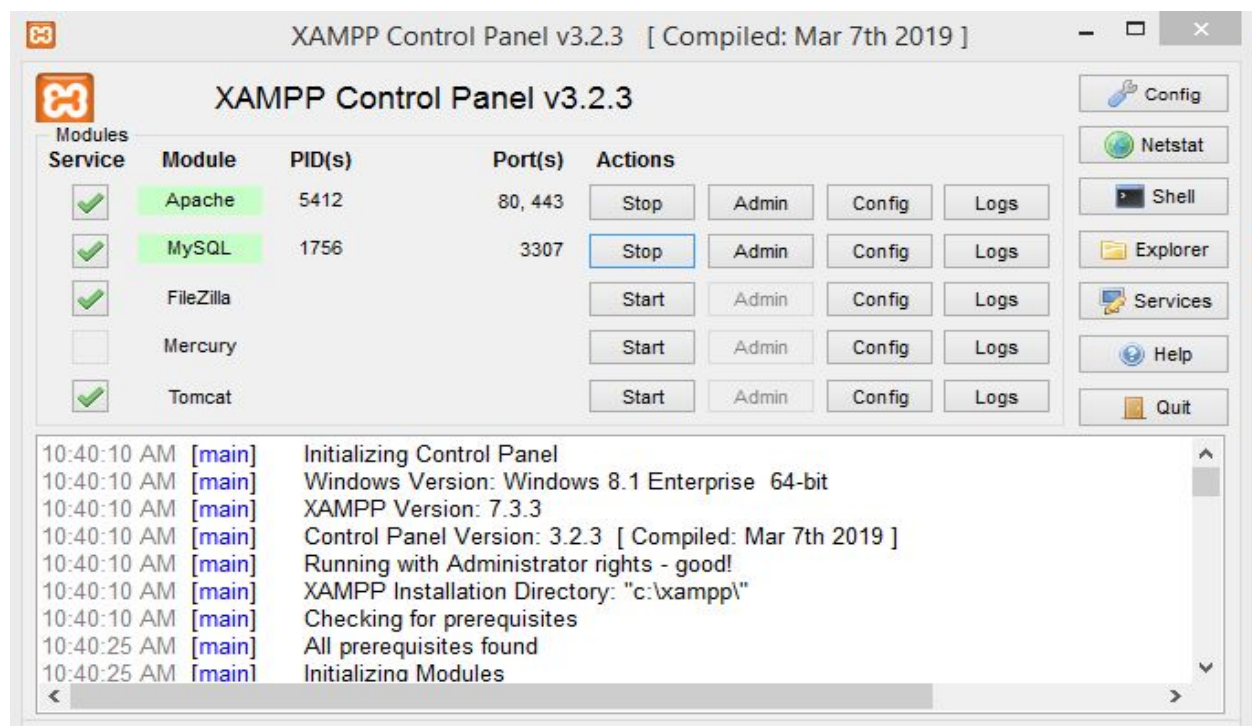 XAMPP Control Panel v3.2.3 [ Compiled: Mar 7th 2019 ]
XAMPP Control Panel v3.2.3
Config
Modules
Netstat
Service Module PID(s) Port(s) Actions
Apache 5412 80, 443 Stop Admin Config Logs
Shell
MySQL 1756 3307 Stop Admin Config Logs
Explorer
FileZilla Start Admin Config Logs
Services
Mercury Start Admin Config Logs
Help
Tomcat Start Admin Config Logs
Quit
10:40:10 AM [main] Initializing Control Panel
10:40:10 AM [main] Windows Version: Windows 8.1 Enterprise 64-bit
10:40:10 AM [main] XAMPP Version: 7.3.3
10:40:10 AM [main] Control Panel Version: 3.2.3 [ Compiled: Mar 7th 2019 ]
10:40:10 AM [main] Running with Administrator rights - good!
10:40:10 AM [main] XAMPP Installation Directory: "c:\xampp\"
10:40:10 AM [main] Checking for prerequisites
10:40:25 AM [main] All prerequisites found
10:40:25 AM [main] Initializing Modules